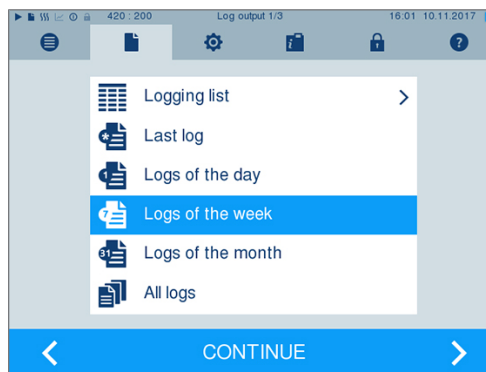 420 : 200 Log output 1/3 16:01 10.11.2017
Logging list
* Last log
1 Logs of the day
7 Logs of the week
31 Logs of the month
All logs
CONTINUE